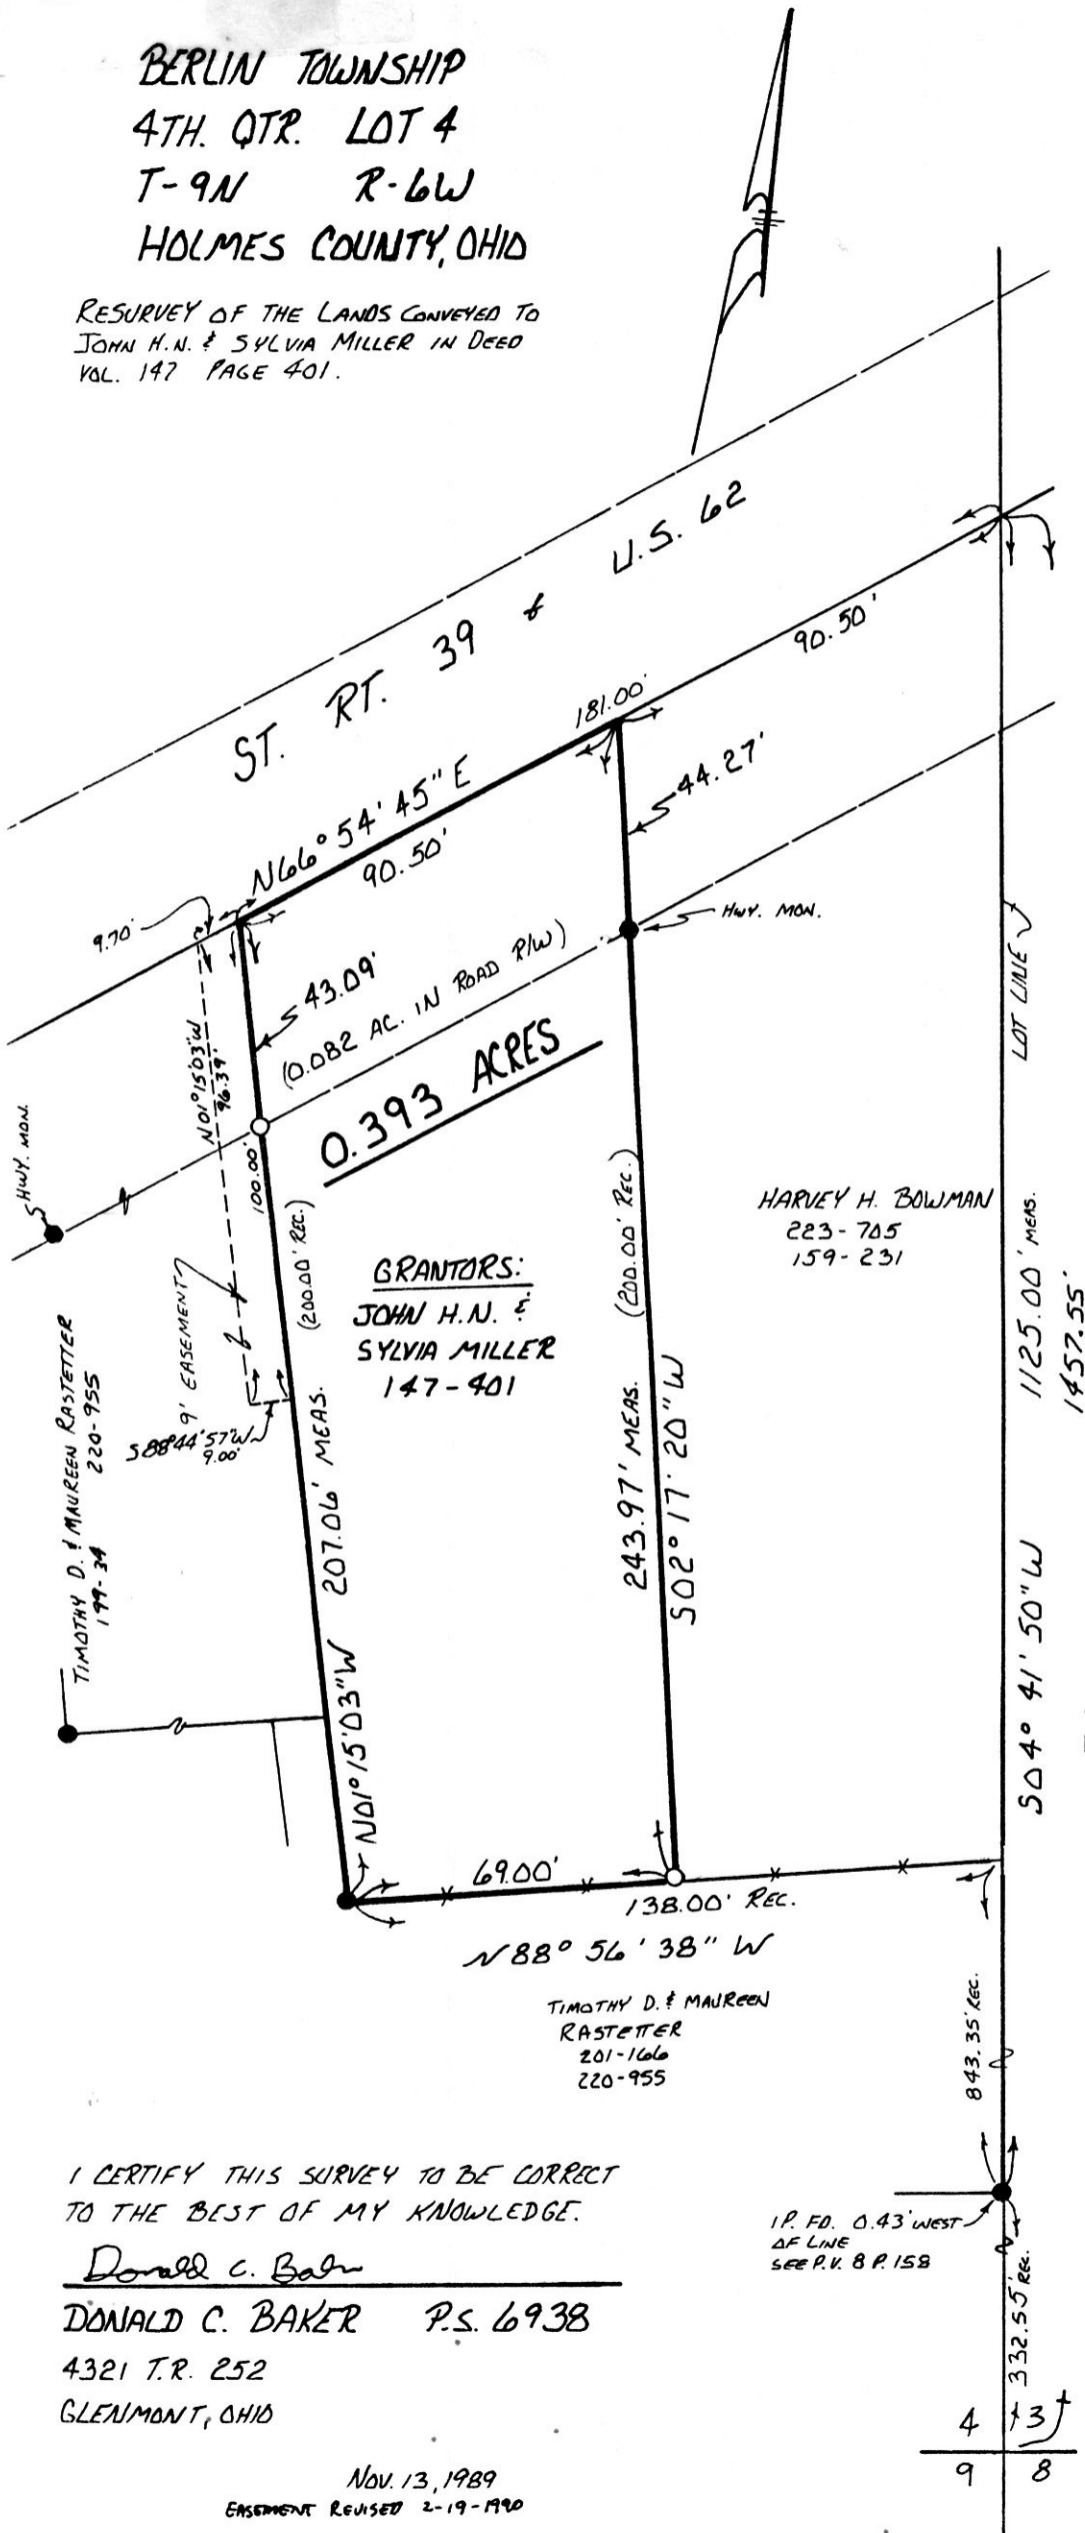 BERLIN TOWNSHIP
4TH. QTR. LOT 4
T-9N R-6W
HOLMES COUNTY, OHIO
RESURVEY OF THE LANDS CONVEYED TO
JOHN H.N. & SYLVIA MILLER IN DEED
VOL. 147 PAGE 401.
ST. RT. 39 & U.S. 62
90.50'
181.00'
44.27'
N66° 54' 45" E
90.50'
HWY. MON.
9.70'
43.09'
(0.082 AC. IN ROAD R/W)
0.393 ACRES
LOT LINE
N01°15'03"W
96.39'
HWY. MON.
100.00'
(200.00' REC.)
(200.00' REC.)
HARVEY H. BOWMAN
223-705
159-231
1125.00' MEAS.
1457.55'
GRANTORS:
JOHN H.N. &
SYLVIA MILLER
147-401
9' EASEMENT
S88°44'57"W
9.00'
TIMOTHY D. & MAUREEN RASTETTER
199-34 220-955
207.06' MEAS.
N01°15'03"W
243.97' MEAS.
S02° 17' 20" W
S04° 41' 50" W
69.00'
138.00' REC.
N88° 56' 38" W
TIMOTHY D. & MAUREEN
RASTETTER
201-166
220-955
843.35' REC.
I CERTIFY THIS SURVEY TO BE CORRECT
TO THE BEST OF MY KNOWLEDGE.
Donald C. Baker
DONALD C. BAKER P.S. 6938
4321 T.R. 252
GLENMONT, OHIO
I.P. FD. 0.43' WEST
OF LINE
SEE P.V. 8 P. 158
332.55' REC.
4 3
9 8
NOV. 13, 1989
EASEMENT REVISED 2-19-1990